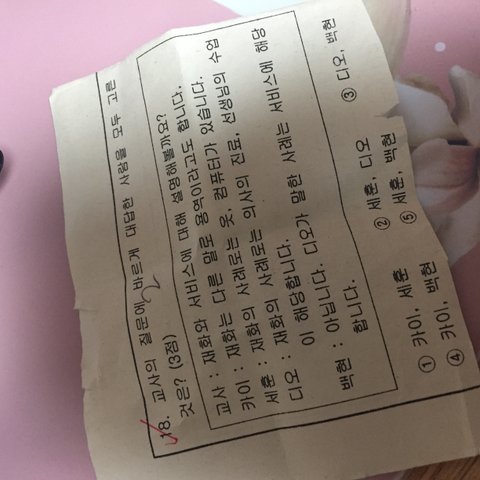 18. 교사의 질문에 바르게 대답한 사람을 모두 고른
것은? (3점)
2
교사 : 재화와 서비스에 대해 설명해볼까요?
카이 : 재화는 다른 말로 용역이라고도 합니다.
세훈 : 재화의 사례로는 옷, 컴퓨터가 있습니다.
디오 : 재화의 사례로는 의사의 진료, 선생님의 수업
이 해당합니다.
백현 : 아닙니다. 디오가 말한 사례는 서비스에 해당
합니다.
① 카이, 세훈 ② 세훈, 디오 ③ 디오, 백현
④ 카이, 백현 ⑤ 세훈, 백현